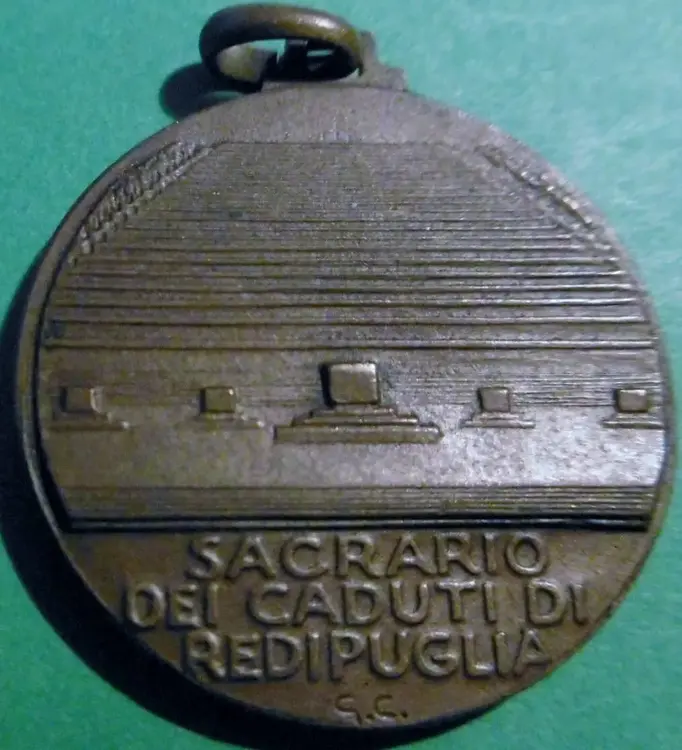 SACRARIO
DEI CADUTI DI
REDIPUGLIA
G.C.